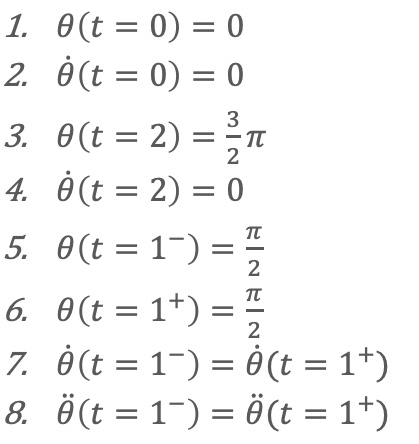 1. θ(t = 0) = 0
2. θ̇(t = 0) = 0
3. θ(t = 2) = 3/2 π
4. θ̇(t = 2) = 0
5. θ(t = 1⁻) = π/2
6. θ(t = 1⁺) = π/2
7. θ̇(t = 1⁻) = θ̇(t = 1⁺)
8. θ̈(t = 1⁻) = θ̈(t = 1⁺)